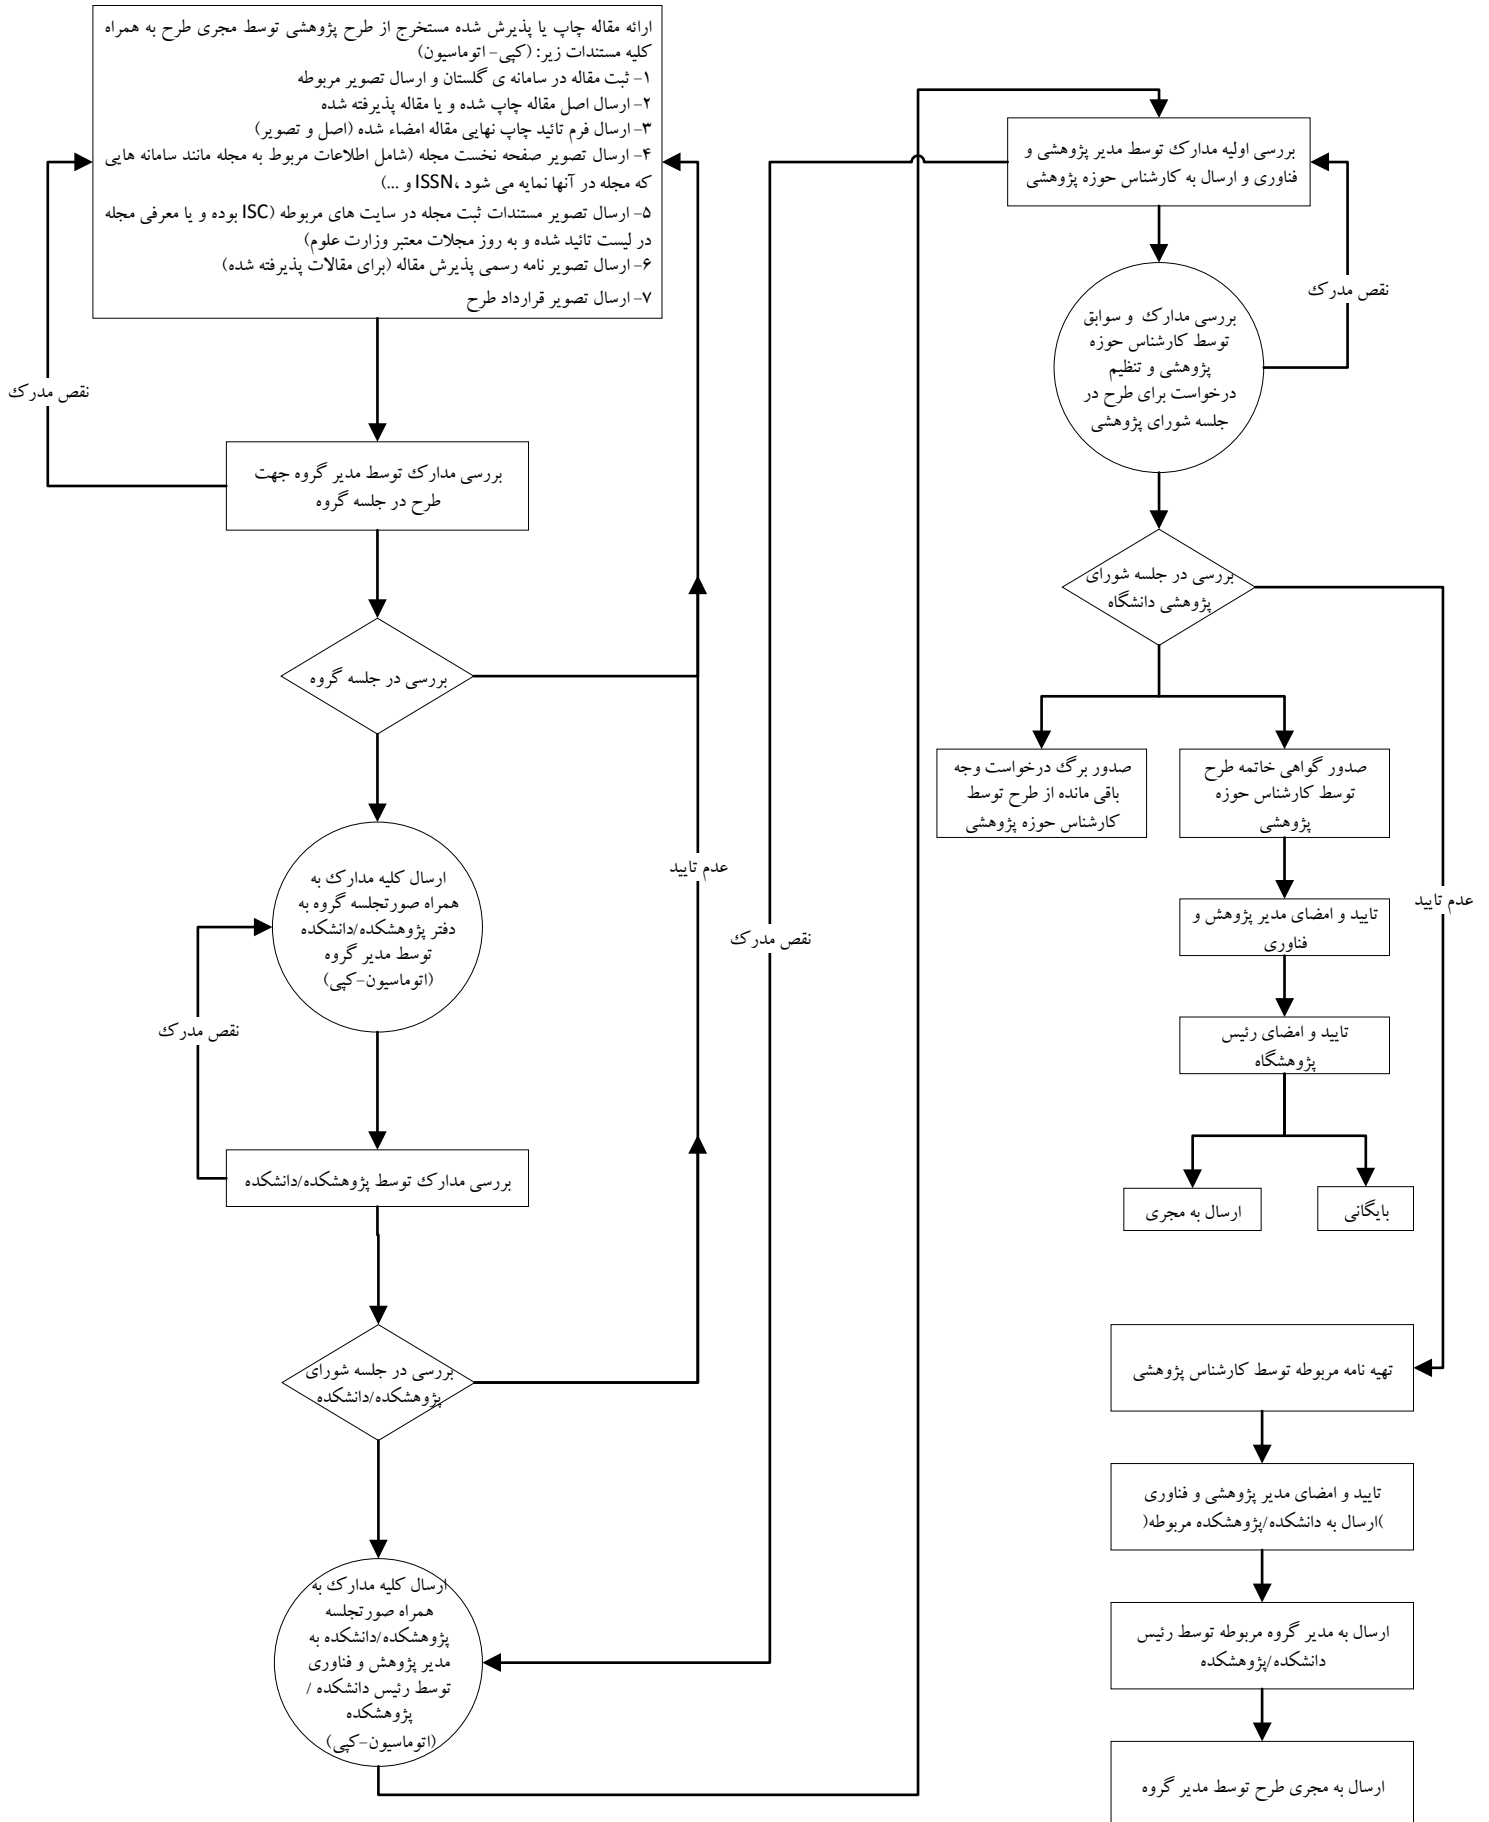 ارائه مقاله چاپ یا پذیرش شده مستخرج از طرح پژوهشی توسط مجری طرح به همراه
کلیه مستندات زیر: (کپی- اتوماسیون)
۱- ثبت مقاله در سامانه ی گلستان و ارسال تصویر مربوطه
۲- ارسال اصل مقاله چاپ شده و یا مقاله پذیرفته شده
۳- ارسال فرم تائید چاپ نهایی مقاله امضاء شده (اصل و تصویر)
۴- ارسال تصویر صفحه نخست مجله (شامل اطلاعات مربوط به مجله مانند سامانه هایی
که مجله در آنها نمایه می شود ،ISSN و ...)
۵- ارسال تصویر مستندات ثبت مجله در سایت های مربوطه (ISC بوده و یا معرفی مجله
در لیست تائید شده و به روز مجلات معتبر وزارت علوم)
۶- ارسال تصویر نامه رسمی پذیرش مقاله (برای مقالات پذیرفته شده)
۷- ارسال تصویر قرارداد طرح
نقص مدرک
بررسی مدارک توسط مدیر گروه جهت
طرح در جلسه گروه
بررسی در جلسه گروه
عدم تایید
ارسال کلیه مدارک به
همراه صورتجلسه گروه به
دفتر پژوهشکده/دانشکده
توسط مدیر گروه
(اتوماسیون-کپی)
نقص مدرک
بررسی مدارک توسط پژوهشکده/دانشکده
بررسی در جلسه شورای
پژوهشکده/دانشکده
ارسال کلیه مدارک به
همراه صورتجلسه
پژوهشکده/دانشکده به
مدیر پژوهش و فناوری
توسط رئیس دانشکده /
پژوهشکده
(اتوماسیون-کپی)
نقص مدرک
بررسی اولیه مدارک توسط مدیر پژوهشی و
فناوری و ارسال به کارشناس حوزه پژوهشی
نقص مدرک
بررسی مدارک و سوابق
توسط کارشناس حوزه
پژوهشی و تنظیم
درخواست برای طرح در
جلسه شورای پژوهشی
بررسی در جلسه شورای
پژوهشی دانشگاه
صدور گواهی خاتمه طرح
توسط کارشناس حوزه
پژوهشی
صدور برگ درخواست وجه
باقی مانده از طرح توسط
کارشناس حوزه پژوهشی
عدم تایید
تایید و امضای مدیر پژوهش و
فناوری
تایید و امضای رئیس
پژوهشگاه
بایگانی
ارسال به مجری
تهیه نامه مربوطه توسط کارشناس پژوهشی
تایید و امضای مدیر پژوهشی و فناوری
)ارسال به دانشکده/پژوهشکده مربوطه(
ارسال به مدیر گروه مربوطه توسط رئیس
دانشکده/پژوهشکده
ارسال به مجری طرح توسط مدیر گروه